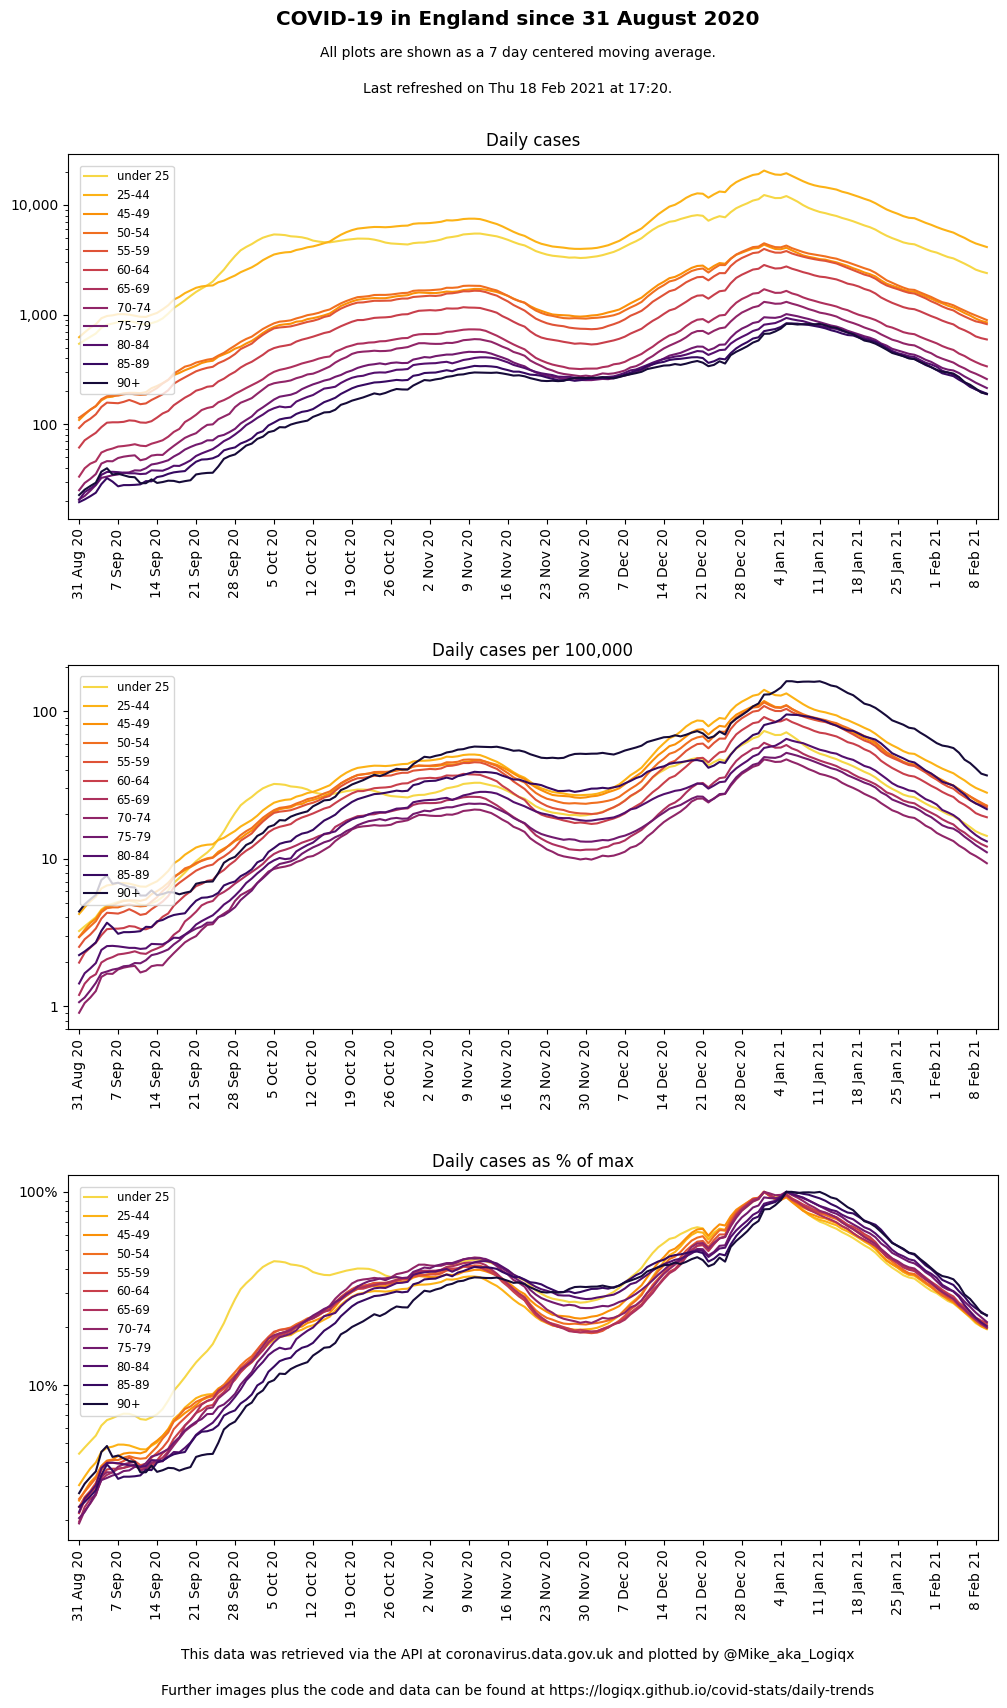 COVID-19 in England since 31 August 2020
All plots are shown as a 7 day centered moving average.
Last refreshed on Thu 18 Feb 2021 at 17:20.
Daily cases
10,000
1,000
100
under 25
25-44
45-49
50-54
55-59
60-64
65-69
70-74
75-79
80-84
85-89
90+
31 Aug 20
7 Sep 20
14 Sep 20
21 Sep 20
28 Sep 20
5 Oct 20
12 Oct 20
19 Oct 20
26 Oct 20
2 Nov 20
9 Nov 20
16 Nov 20
23 Nov 20
30 Nov 20
7 Dec 20
14 Dec 20
21 Dec 20
28 Dec 20
4 Jan 21
11 Jan 21
18 Jan 21
25 Jan 21
1 Feb 21
8 Feb 21
Daily cases per 100,000
100
10
1
under 25
25-44
45-49
50-54
55-59
60-64
65-69
70-74
75-79
80-84
85-89
90+
31 Aug 20
7 Sep 20
14 Sep 20
21 Sep 20
28 Sep 20
5 Oct 20
12 Oct 20
19 Oct 20
26 Oct 20
2 Nov 20
9 Nov 20
16 Nov 20
23 Nov 20
30 Nov 20
7 Dec 20
14 Dec 20
21 Dec 20
28 Dec 20
4 Jan 21
11 Jan 21
18 Jan 21
25 Jan 21
1 Feb 21
8 Feb 21
Daily cases as % of max
100%
10%
under 25
25-44
45-49
50-54
55-59
60-64
65-69
70-74
75-79
80-84
85-89
90+
31 Aug 20
7 Sep 20
14 Sep 20
21 Sep 20
28 Sep 20
5 Oct 20
12 Oct 20
19 Oct 20
26 Oct 20
2 Nov 20
9 Nov 20
16 Nov 20
23 Nov 20
30 Nov 20
7 Dec 20
14 Dec 20
21 Dec 20
28 Dec 20
4 Jan 21
11 Jan 21
18 Jan 21
25 Jan 21
1 Feb 21
8 Feb 21
This data was retrieved via the API at coronavirus.data.gov.uk and plotted by @Mike_aka_Logiqx
Further images plus the code and data can be found at https://logiqx.github.io/covid-stats/daily-trends